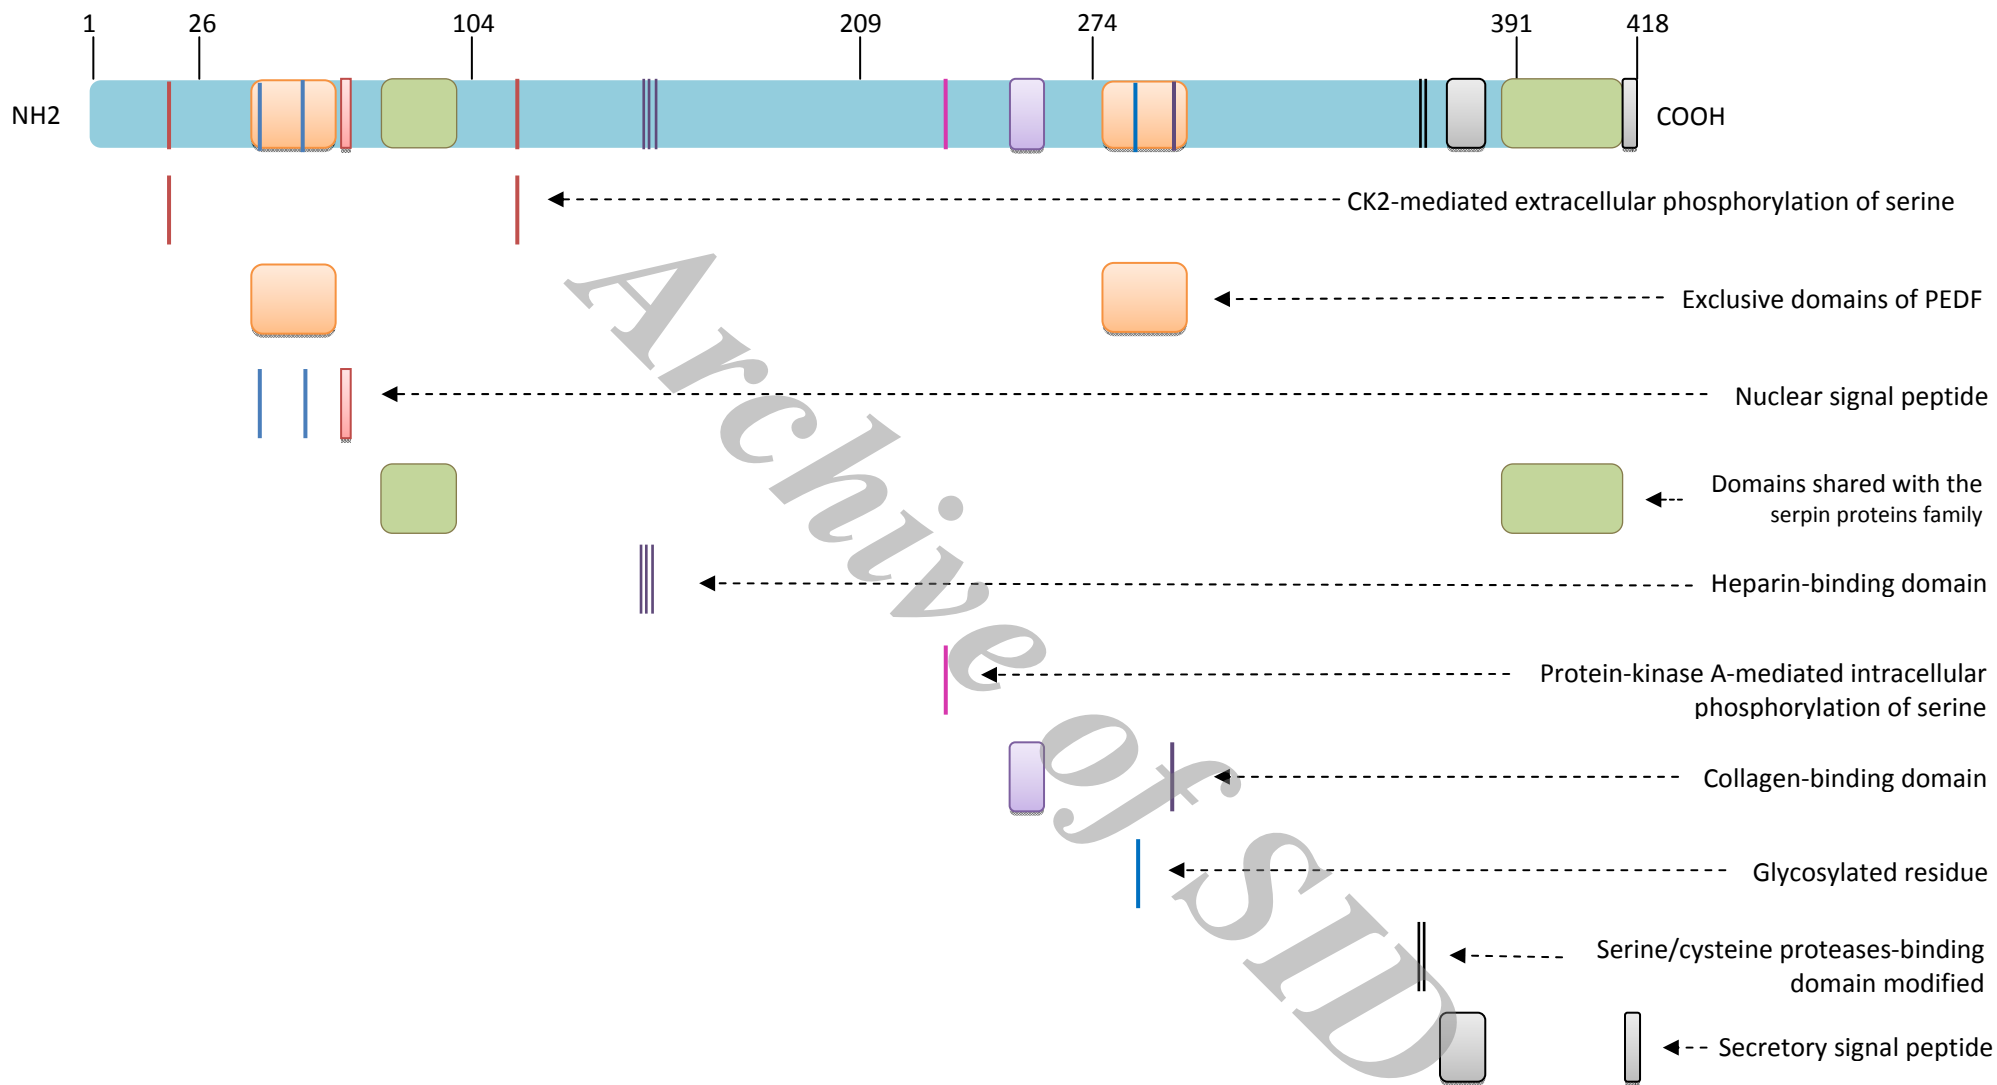 1 26 104 209 274 391 418
NH2
COOH
CK2-mediated extracellular phosphorylation of serine
Exclusive domains of PEDF
Nuclear signal peptide
Domains shared with the
serpin proteins family
Heparin-binding domain
Protein-kinase A-mediated intracellular
phosphorylation of serine
Collagen-binding domain
Glycosylated residue
Serine/cysteine proteases-binding
domain modified
Secretory signal peptide
Archive of SID